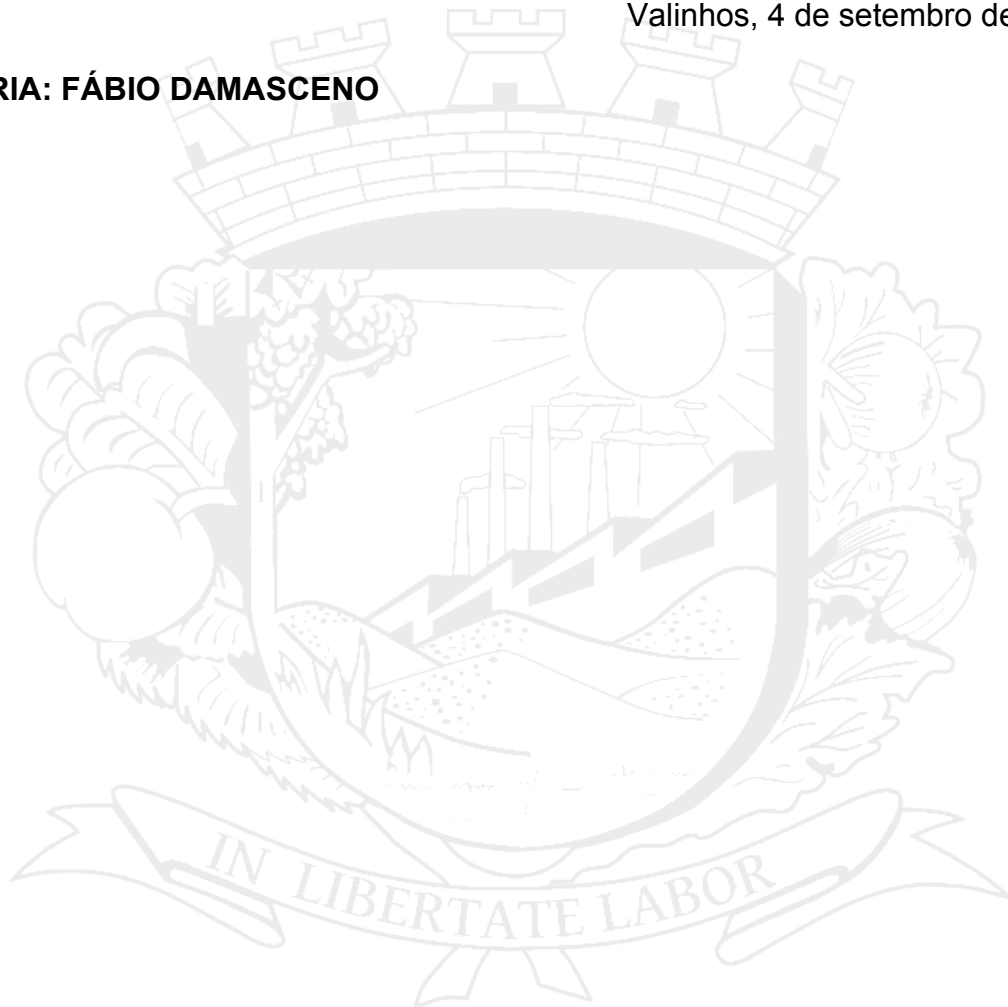 Valinhos, 4 de setembro de
RIA: FÁBIO DAMASCENO
IN LIBERTATE LABOR